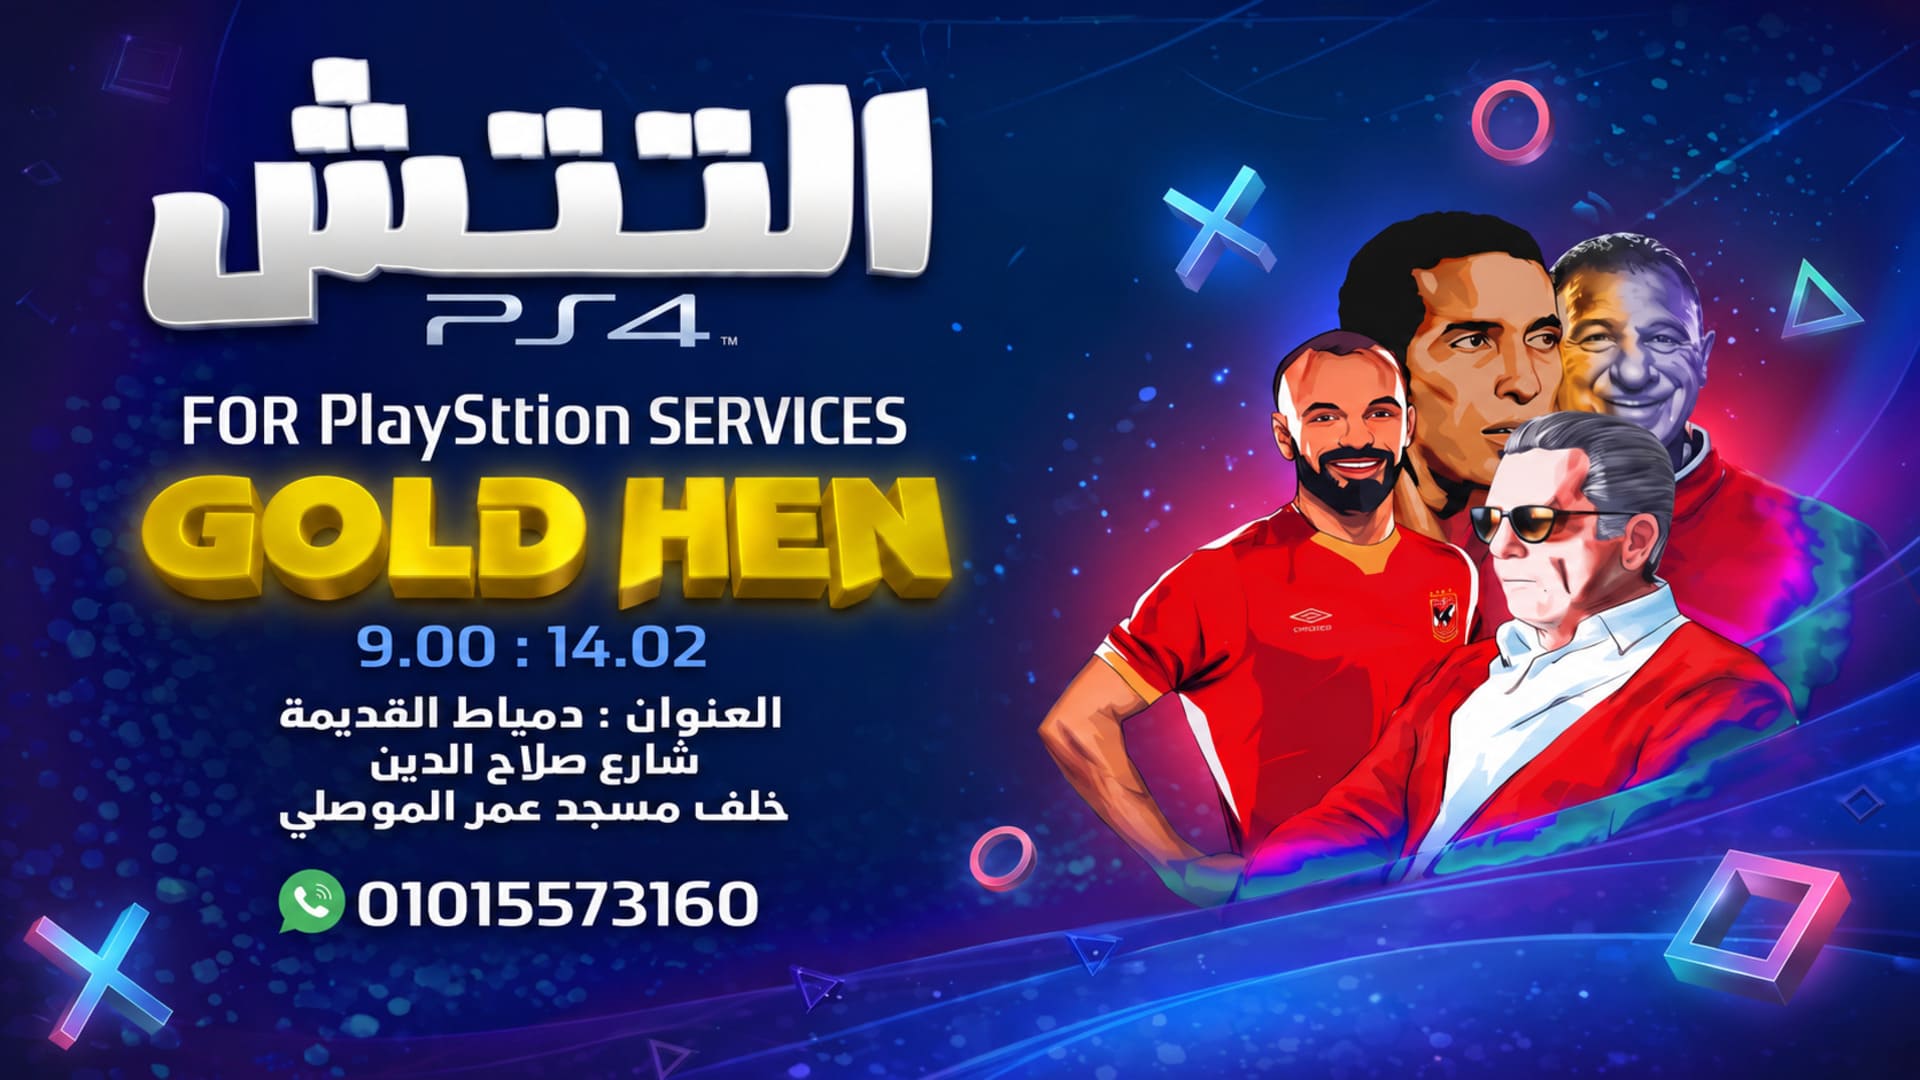 التتش
PS4™
FOR PlaySttion SERVICES
GOLD HEN
9.00 : 14.02
العنوان : دمياط القديمة
شارع صلاح الدين
خلف مسجد عمر الموصلي
01015573160